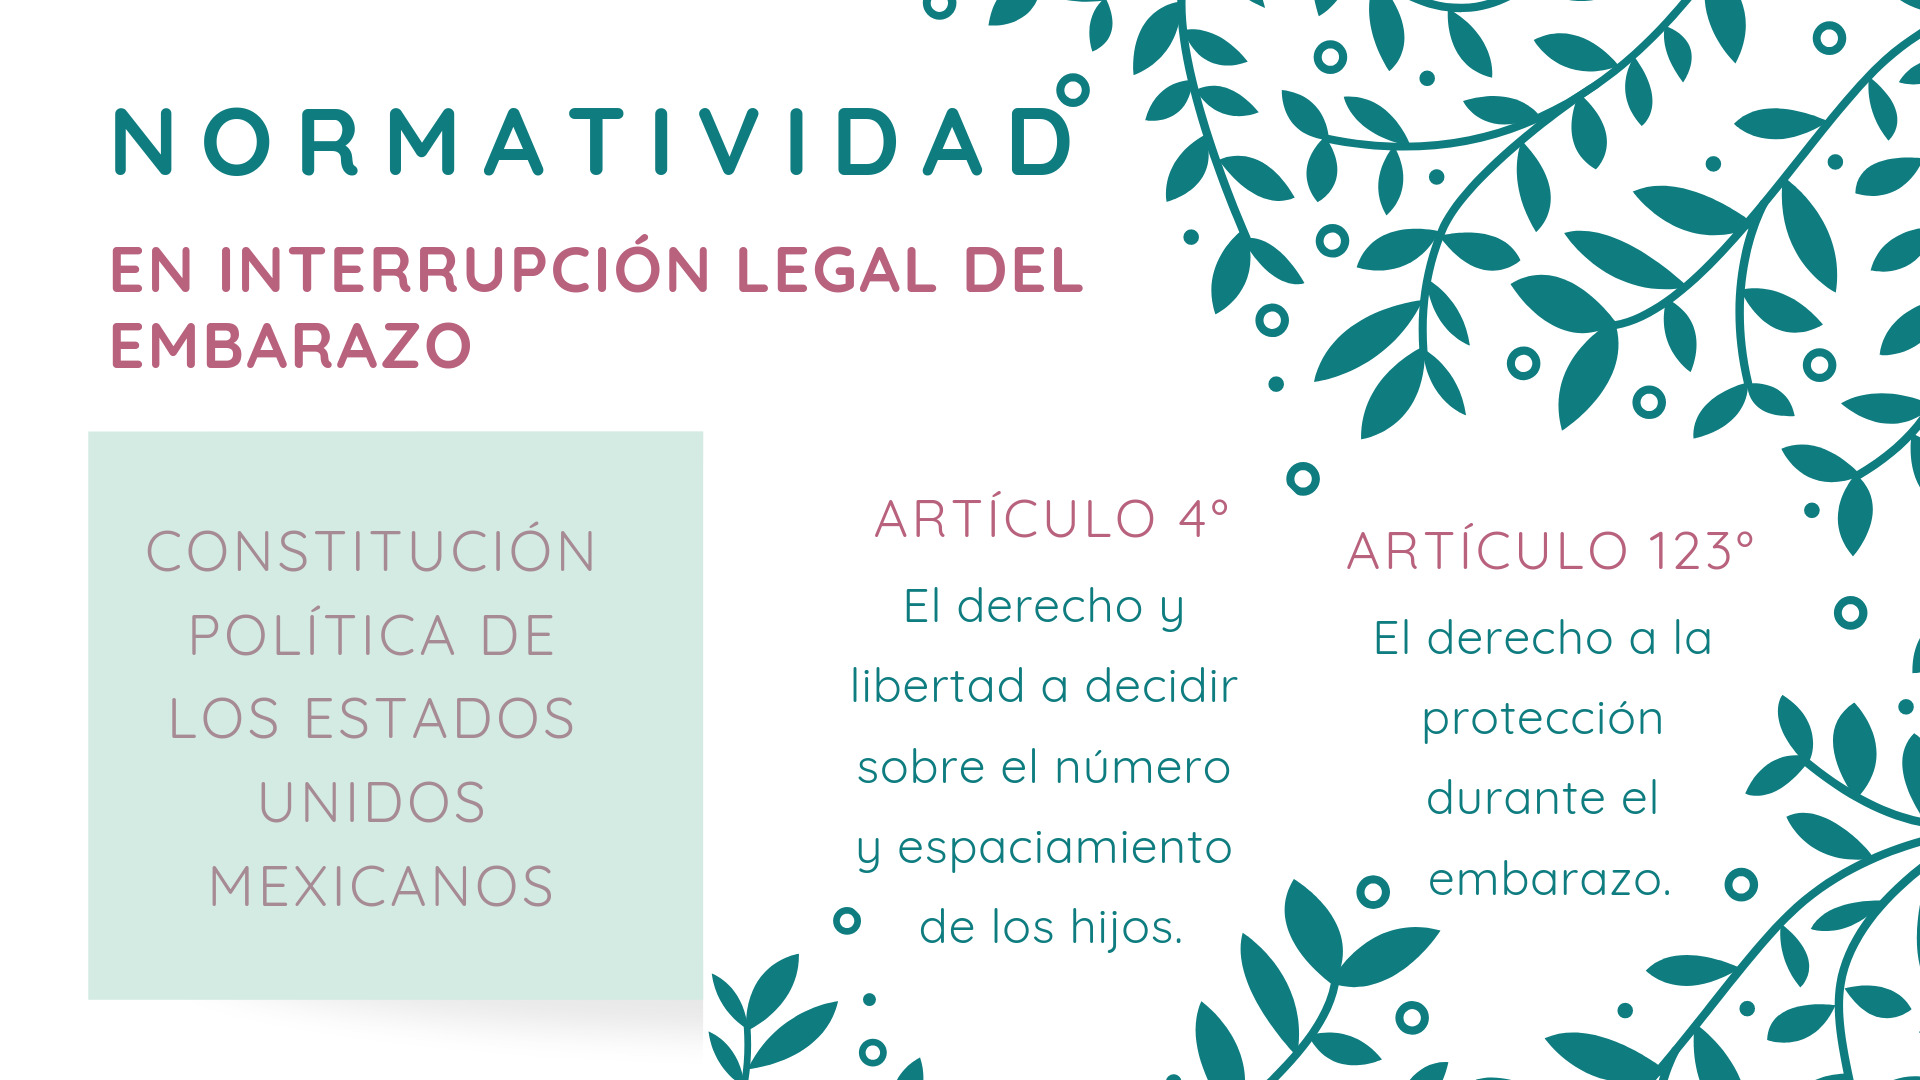 NORMATIVIDAD
EN INTERRUPCIÓN LEGAL DEL
EMBARAZO
CONSTITUCIÓN
POLÍTICA DE
LOS ESTADOS
UNIDOS
MEXICANOS
ARTÍCULO 4°
El derecho y
libertad a decidir
sobre el número
y espaciamiento
de los hijos.
ARTÍCULO 123°
El derecho a la
protección
durante el
embarazo.